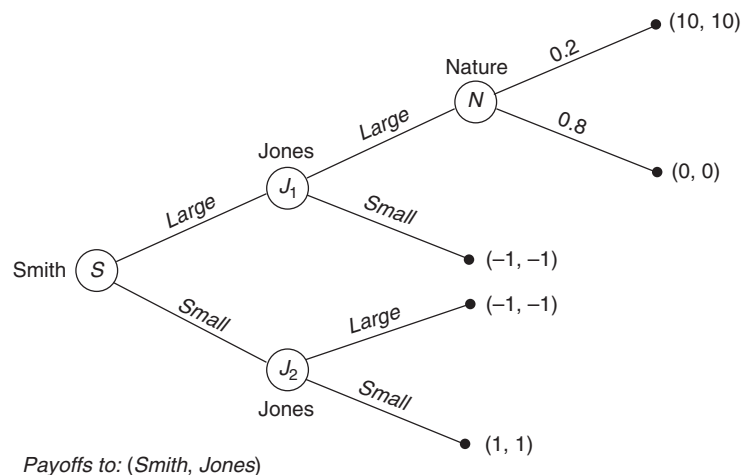 (10, 10)
0.2
Nature
N
Large
0.8
Jones
(0, 0)
J1
Large
Small
(–1, –1)
Smith
S
(–1, –1)
Small
Large
J2
Small
Jones
(1, 1)
Payoffs to: (Smith, Jones)